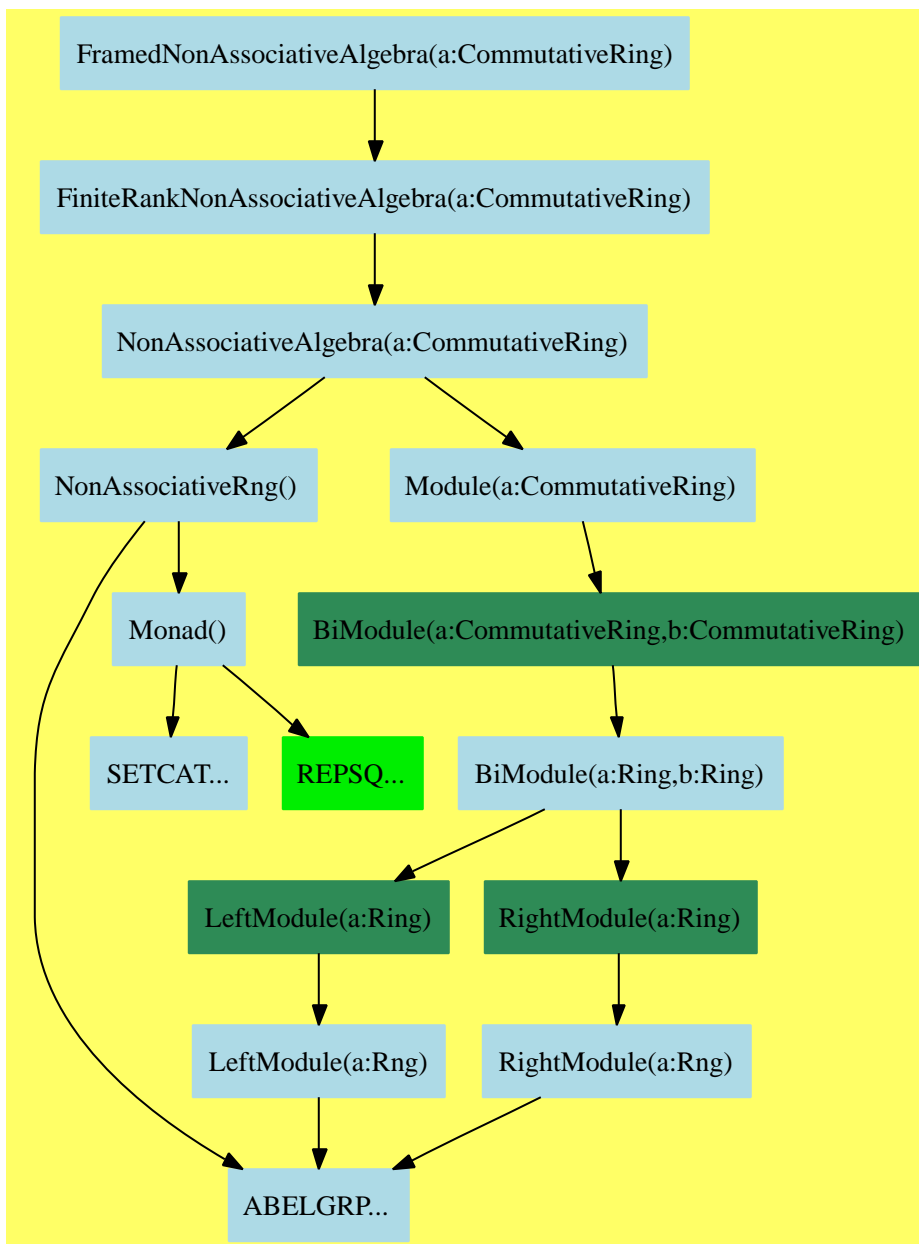 FramedNonAssociativeAlgebra(a:CommutativeRing)
FiniteRankNonAssociativeAlgebra(a:CommutativeRing)
NonAssociativeAlgebra(a:CommutativeRing)
NonAssociativeRng()
Module(a:CommutativeRing)
Monad()
BiModule(a:CommutativeRing,b:CommutativeRing)
SETCAT...
REPSQ...
BiModule(a:Ring,b:Ring)
LeftModule(a:Ring)
RightModule(a:Ring)
LeftModule(a:Rng)
RightModule(a:Rng)
ABELGRP...